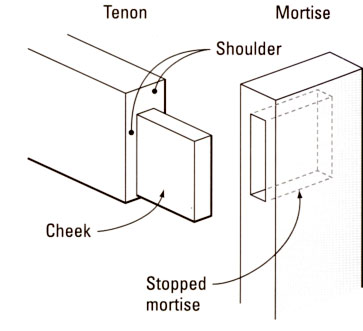 Tenon
Mortise
Shoulder
Cheek
Stopped
mortise